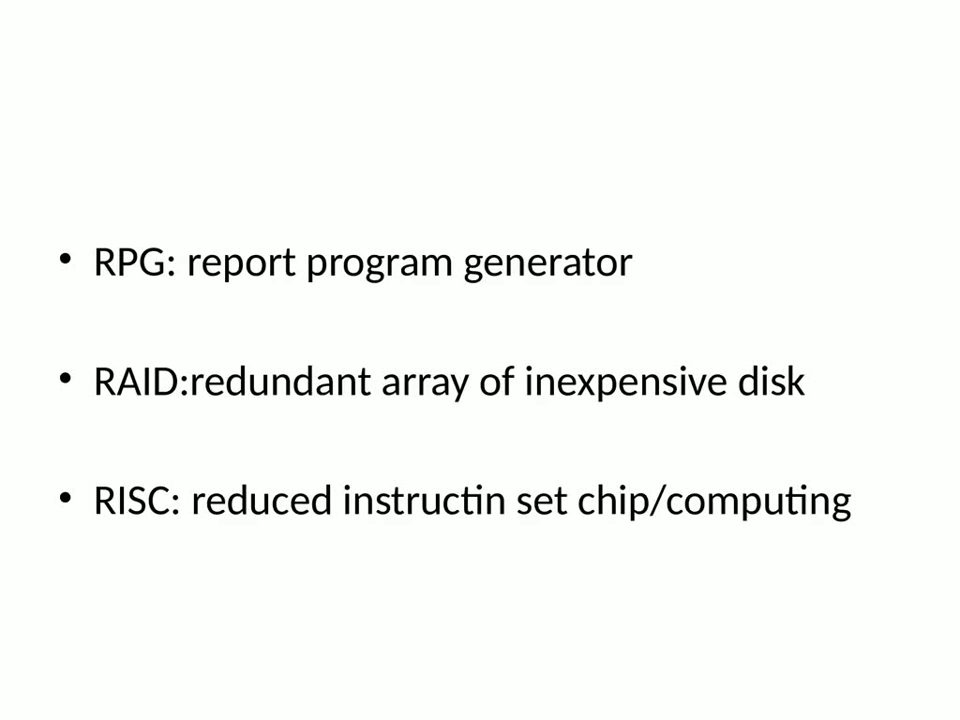 • RPG: report program generator
• RAID:redundant array of inexpensive disk
• RISC: reduced instructin set chip/computing